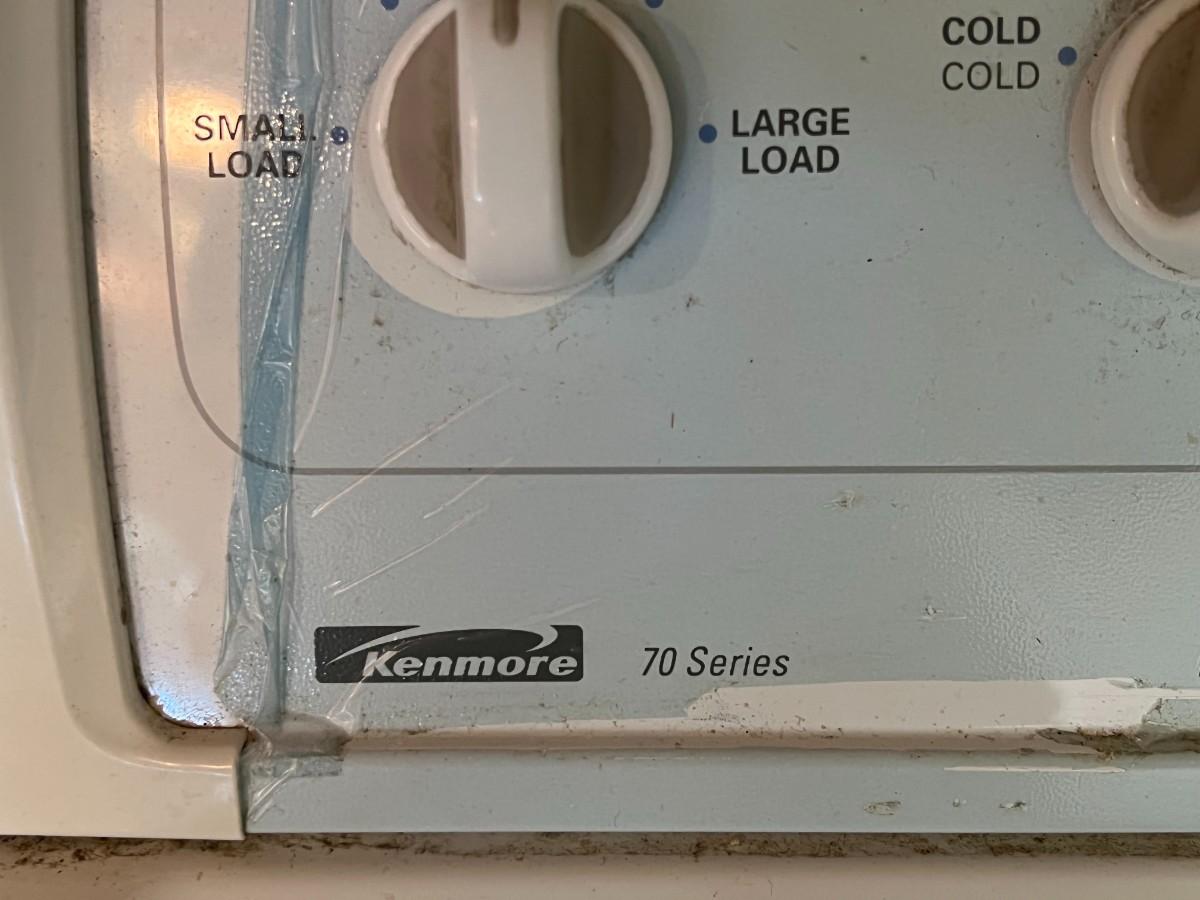 COLD
COLD
SMALL
LOAD
LARGE
LOAD
Kenmore
70 Series